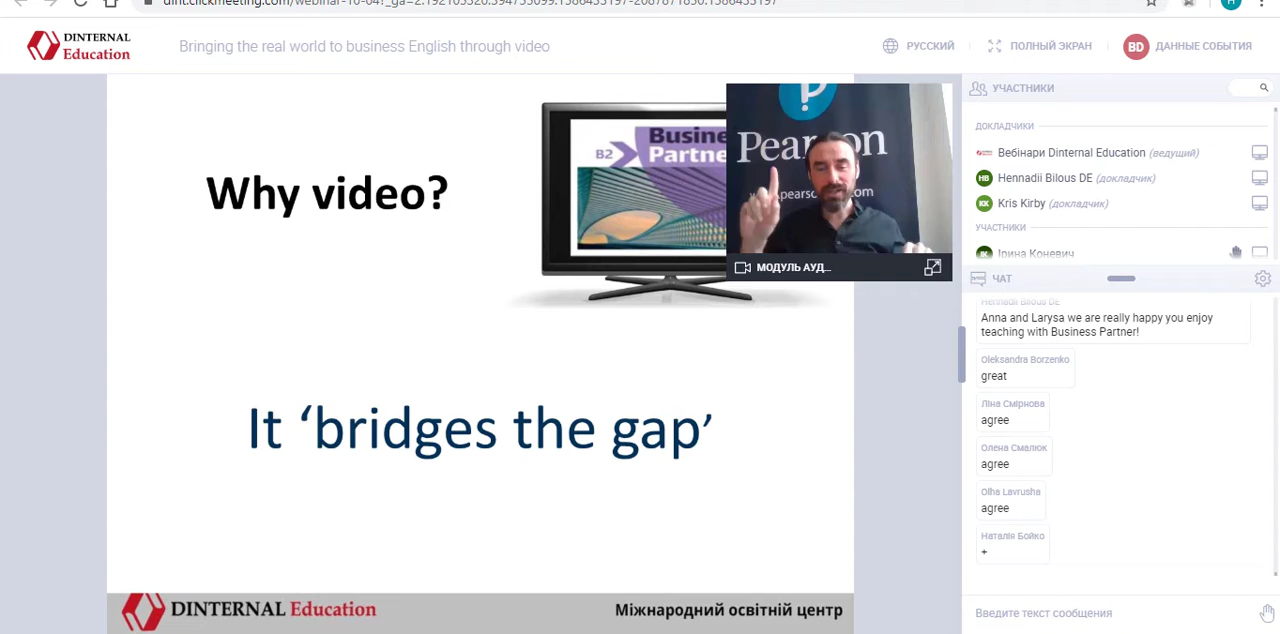 DINTERNAL
Education
Bringing the real world to business English through video
РУССКИЙ
ПОЛНЫЙ ЭКРАН
BD
ДАННЫЕ СОБЫТИЯ
Why video?
B2
Busine
Partne
Pearson
МОДУЛЬ АУД...
It ‘bridges the gap’
DINTERNAL Education
Міжнародний освітній центр
УЧАСТНИКИ
ДОКЛАДЧИКИ
Вебінари Dinternal Education (ведущий)
HB Hennadii Bilous DE (докладчик)
KK Kris Kirby (докладчик)
УЧАСТНИКИ
Ірина Коневич
ЧАТ
Hennadii Bilous DE
Anna and Larysa we are really happy you enjoy
teaching with Business Partner!
Oleksandra Borzenko
great
Ліна Смірнова
agree
Олена Смалюк
agree
Olha Lavrusha
agree
Наталія Бойко
+
Введите текст сообщения